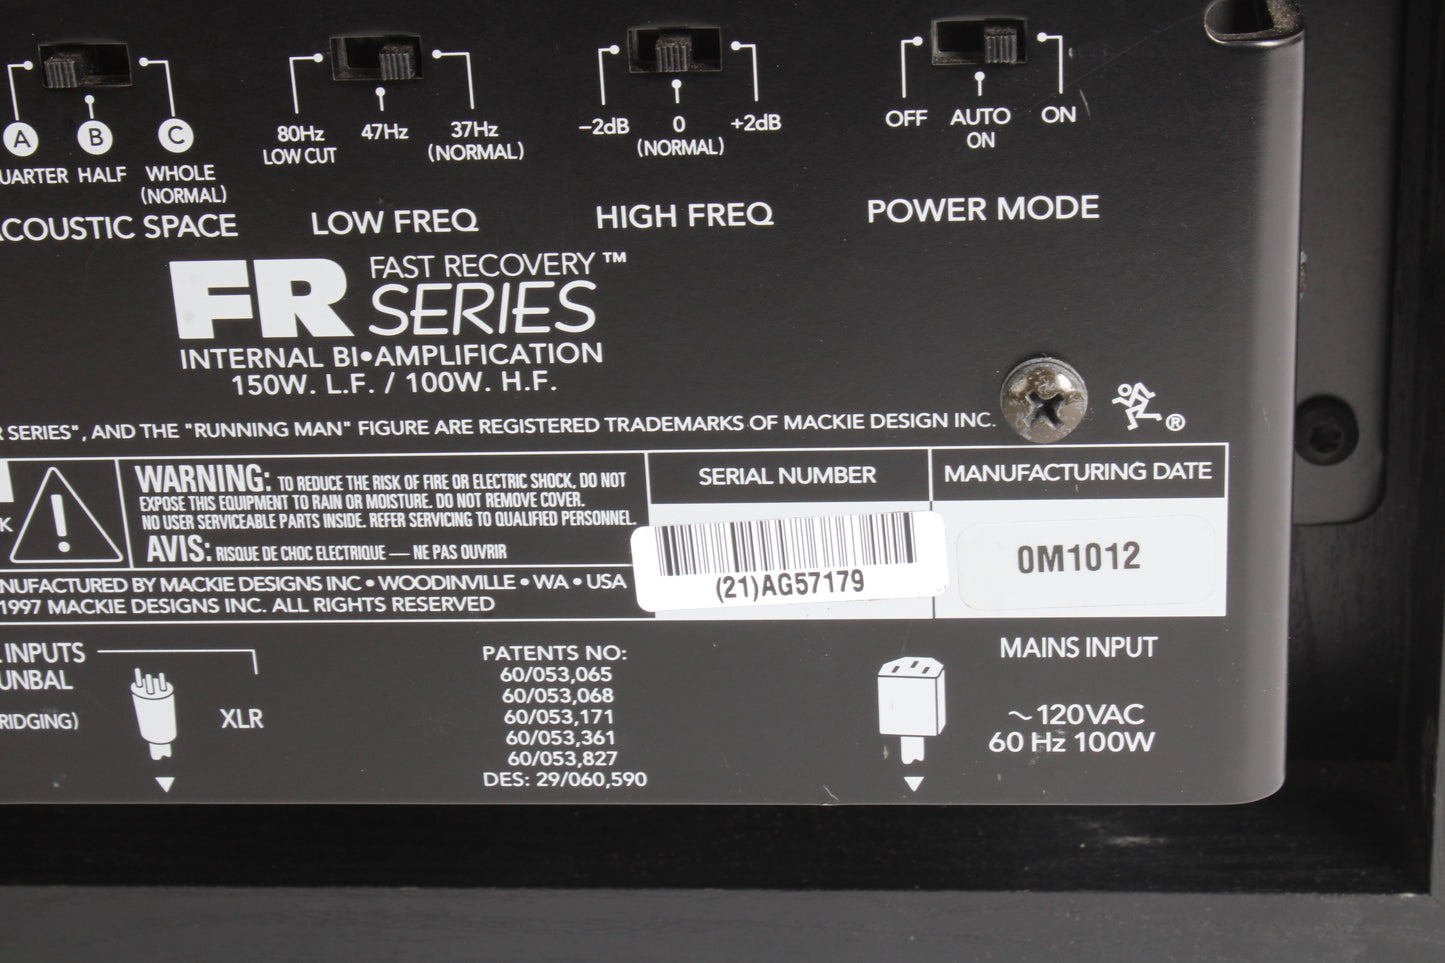 A B C
UARTER HALF WHOLE
(NORMAL)
ACOUSTIC SPACE
80Hz 47Hz 37Hz
LOW CUT (NORMAL)
LOW FREQ
−2dB 0 +2dB
(NORMAL)
HIGH FREQ
OFF AUTO ON
ON
POWER MODE
FR FAST RECOVERY™
SERIES
INTERNAL BI•AMPLIFICATION
150W. L.F. / 100W. H.F.
R SERIES", AND THE "RUNNING MAN" FIGURE ARE REGISTERED TRADEMARKS OF MACKIE DESIGN INC. ®
K
WARNING: TO REDUCE THE RISK OF FIRE OR ELECTRIC SHOCK, DO NOT
EXPOSE THIS EQUIPMENT TO RAIN OR MOISTURE. DO NOT REMOVE COVER.
NO USER SERVICEABLE PARTS INSIDE. REFER SERVICING TO QUALIFIED PERSONNEL.
AVIS: RISQUE DE CHOC ELECTRIQUE — NE PAS OUVRIR
NUFACTURED BY MACKIE DESIGNS INC • WOODINVILLE • WA • USA
1997 MACKIE DESIGNS INC. ALL RIGHTS RESERVED
SERIAL NUMBER
(21)AG57179
MANUFACTURING DATE
0M1012
INPUTS
UNBAL
RIDGING)
XLR
PATENTS NO:
60/053,065
60/053,068
60/053,171
60/053,361
60/053,827
DES: 29/060,590
MAINS INPUT
~ 120VAC
60 Hz 100W